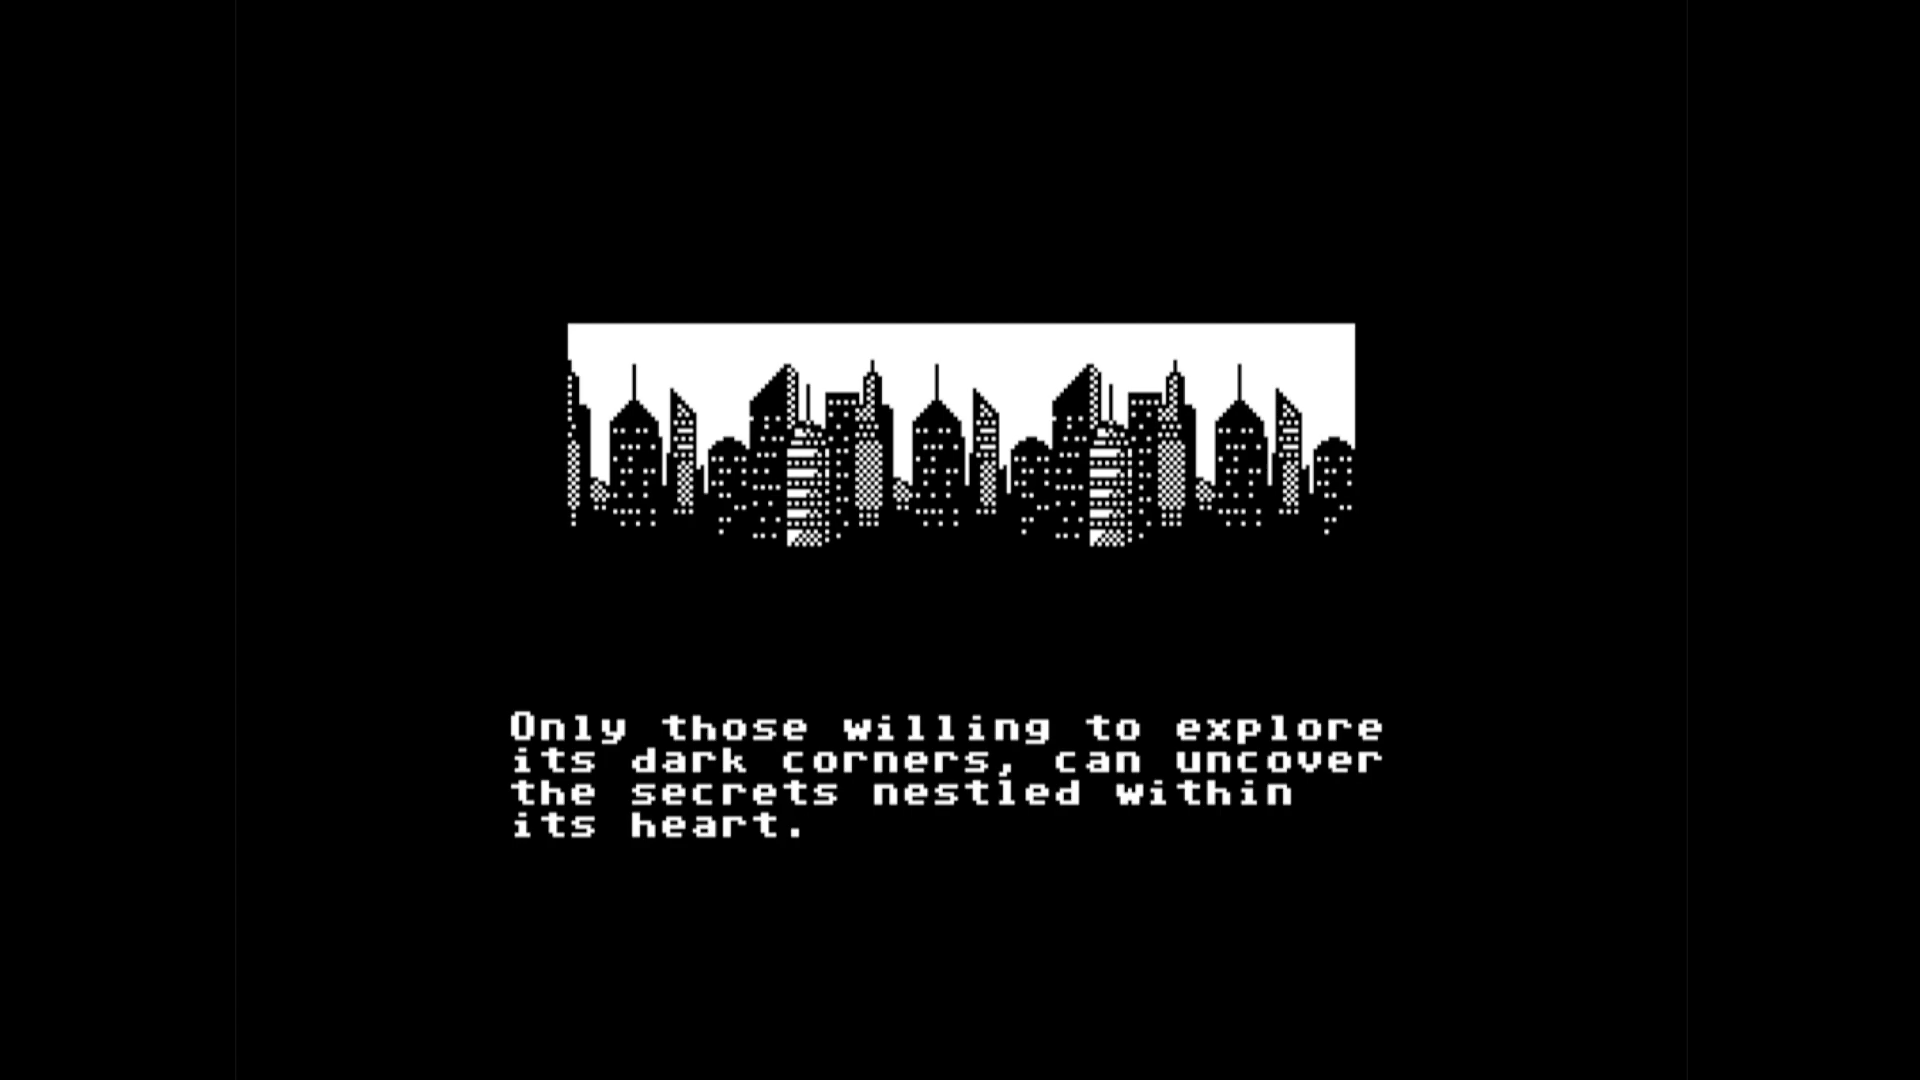 Only those willing to explore
its dark corners, can uncover
the secrets nestled within
its heart.